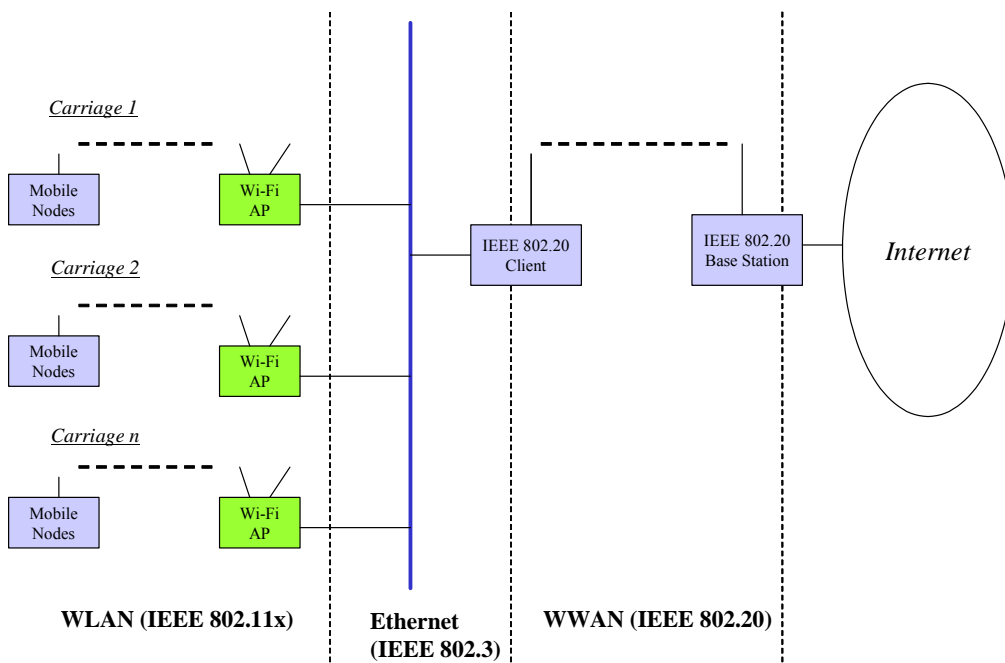 Carriage 1
Mobile
Nodes
Wi-Fi
AP
IEEE 802.20
Client
IEEE 802.20
Base Station
Internet
Carriage 2
Mobile
Nodes
Wi-Fi
AP
Carriage n
Mobile
Nodes
Wi-Fi
AP
WLAN (IEEE 802.11x)
Ethernet
(IEEE 802.3)
WWAN (IEEE 802.20)